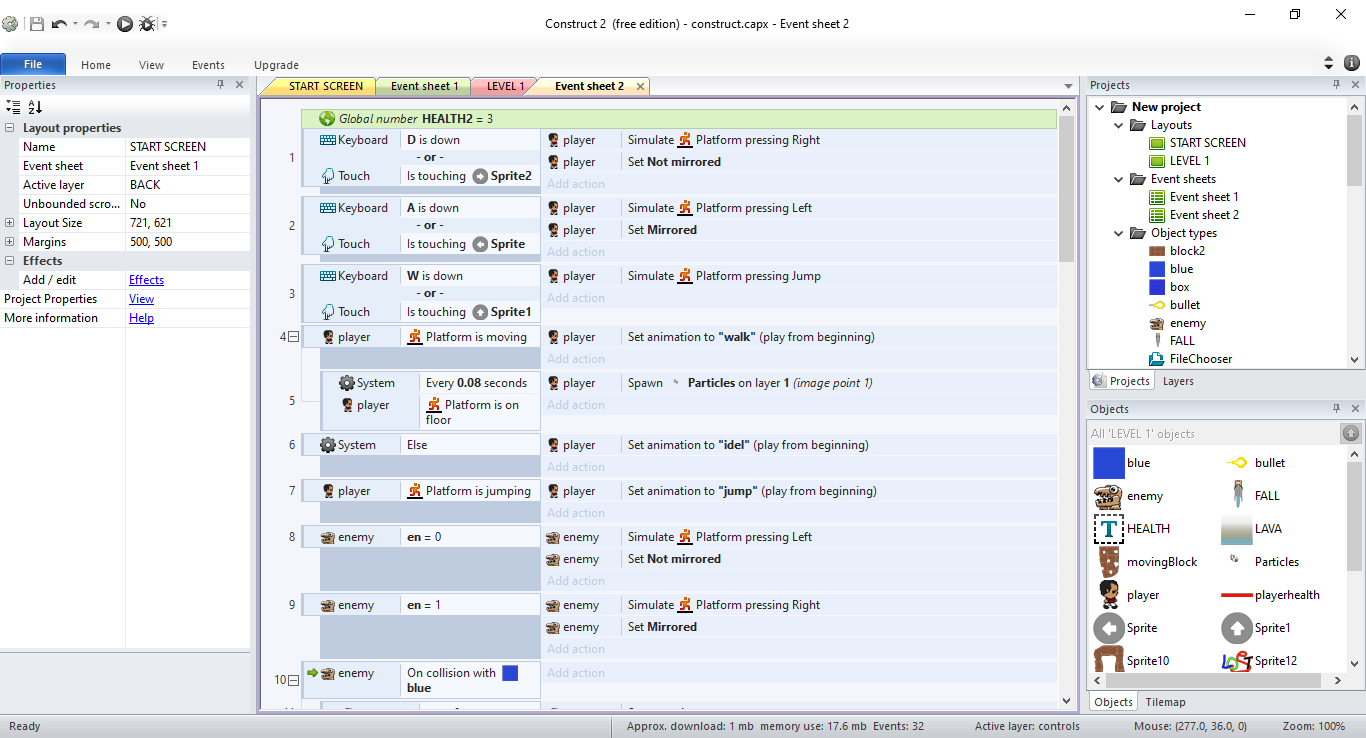 Construct 2 (free edition) - construct.capx - Event sheet 2
File Home View Events Upgrade
Properties
Layout properties
Name START SCREEN
Event sheet Event sheet 1
Active layer BACK
Unbounded scro... No
Layout Size 721, 621
Margins 500, 500
Effects
Add / edit Effects
Project Properties View
More information Help
START SCREEN Event sheet 1 LEVEL 1 Event sheet 2
Global number HEALTH2 = 3
1 Keyboard D is down player Simulate Platform pressing Right
- or - player Set Not mirrored
Touch Is touching Sprite2 Add action
2 Keyboard A is down player Simulate Platform pressing Left
- or - player Set Mirrored
Touch Is touching Sprite Add action
3 Keyboard W is down player Simulate Platform pressing Jump
- or - Add action
Touch Is touching Sprite1
4 player Platform is moving player Set animation to "walk" (play from beginning)
Add action
5 System Every 0.08 seconds player Spawn Particles on layer 1 (image point 1)
player Platform is on floor Add action
6 System Else player Set animation to "idel" (play from beginning)
Add action
7 player Platform is jumping player Set animation to "jump" (play from beginning)
Add action
8 enemy en = 0 enemy Simulate Platform pressing Left
enemy Set Not mirrored
Add action
9 enemy en = 1 enemy Simulate Platform pressing Right
enemy Set Mirrored
Add action
10 enemy On collision with blue Add action
Projects
New project
Layouts
START SCREEN
LEVEL 1
Event sheets
Event sheet 1
Event sheet 2
Object types
block2
blue
box
bullet
enemy
FALL
FileChooser
Projects Layers
Objects
All 'LEVEL 1' objects
blue bullet
enemy FALL
T HEALTH LAVA
movingBlock Particles
player playerhealth
Sprite Sprite1
Sprite10 Sprite12
Objects Tilemap
Ready Approx. download: 1 mb memory use: 17.6 mb Events: 32 Active layer: controls Mouse: (277.0, 36.0, 0) Zoom: 100%